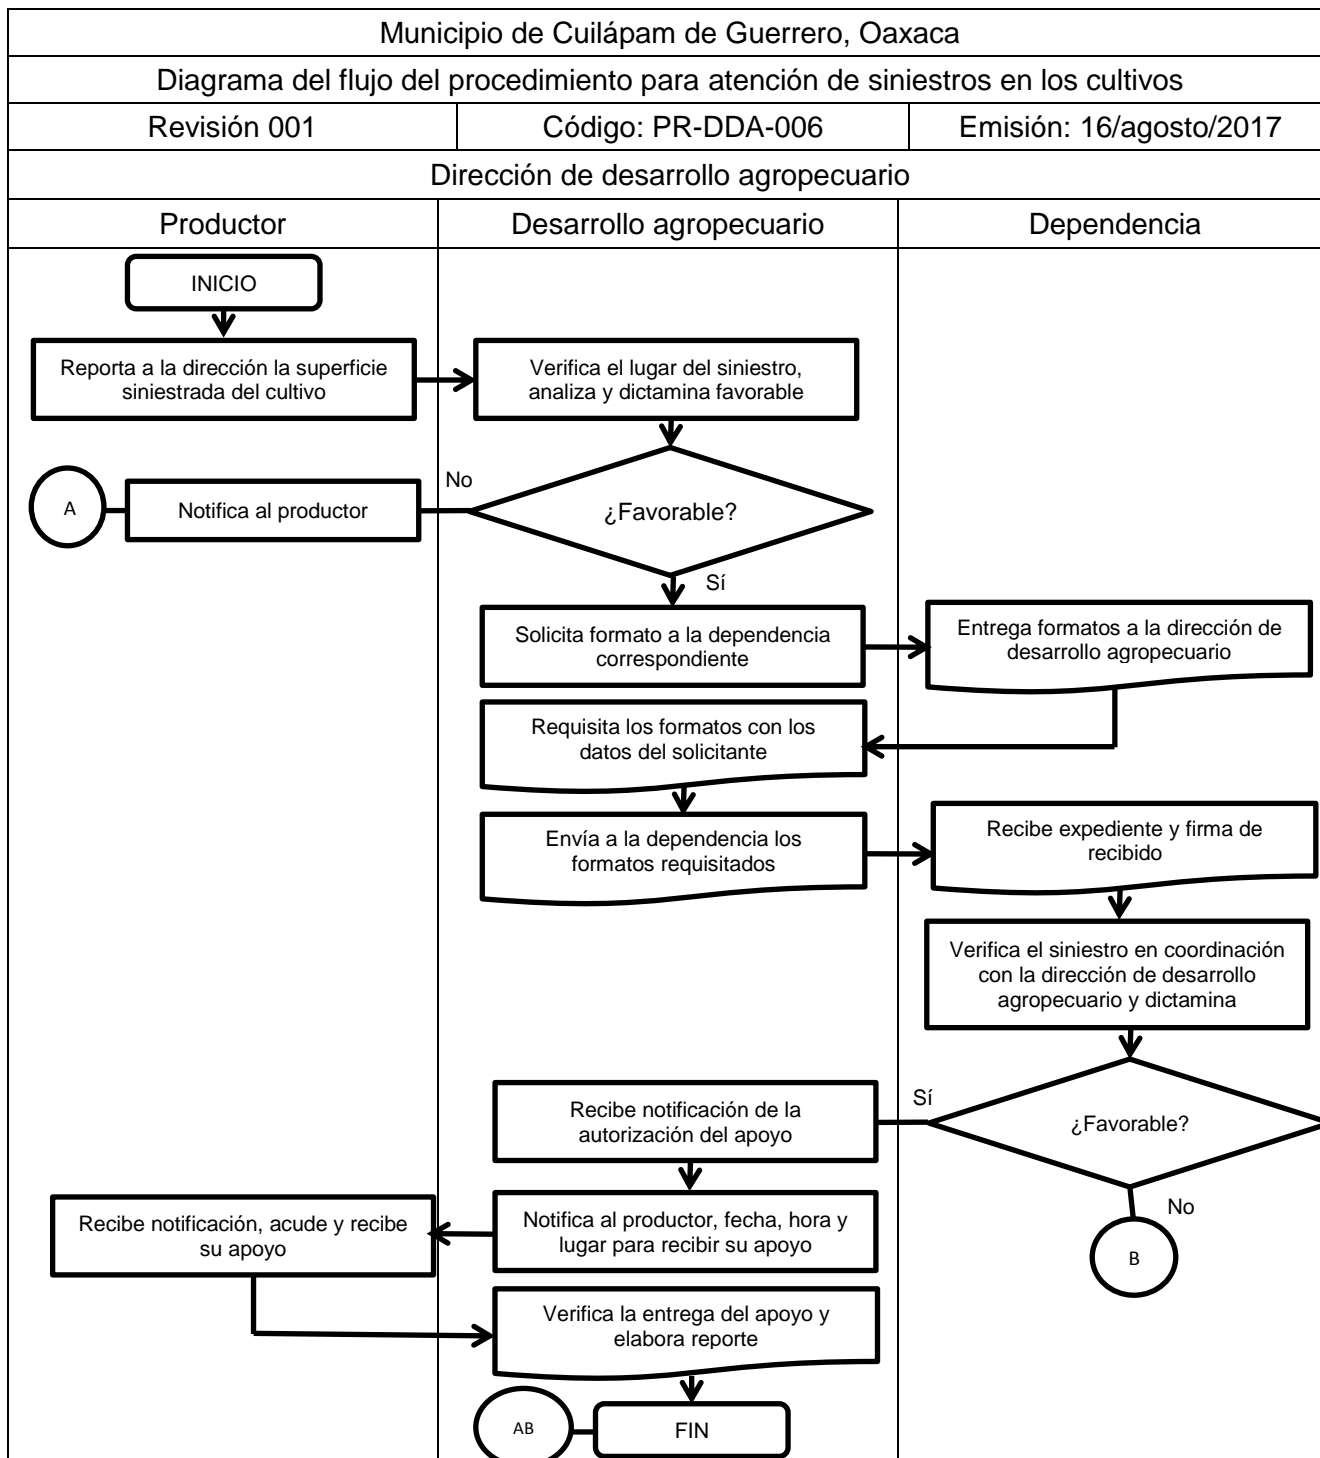 Municipio de Cuilápam de Guerrero, Oaxaca
Diagrama del flujo del procedimiento para atención de siniestros en los cultivos
Revisión 001
Código: PR-DDA-006
Emisión: 16/agosto/2017
Dirección de desarrollo agropecuario
Productor
Desarrollo agropecuario
Dependencia
INICIO
Reporta a la dirección la superficie
siniestrada del cultivo
Verifica el lugar del siniestro,
analiza y dictamina favorable
A
Notifica al productor
No
¿Favorable?
Sí
Solicita formato a la dependencia
correspondiente
Entrega formatos a la dirección de
desarrollo agropecuario
Requisita los formatos con los
datos del solicitante
Envía a la dependencia los
formatos requisitados
Recibe expediente y firma de
recibido
Verifica el siniestro en coordinación
con la dirección de desarrollo
agropecuario y dictamina
¿Favorable?
Sí
Recibe notificación de la
autorización del apoyo
No
B
Notifica al productor, fecha, hora y
lugar para recibir su apoyo
Recibe notificación, acude y recibe
su apoyo
Verifica la entrega del apoyo y
elabora reporte
AB
FIN